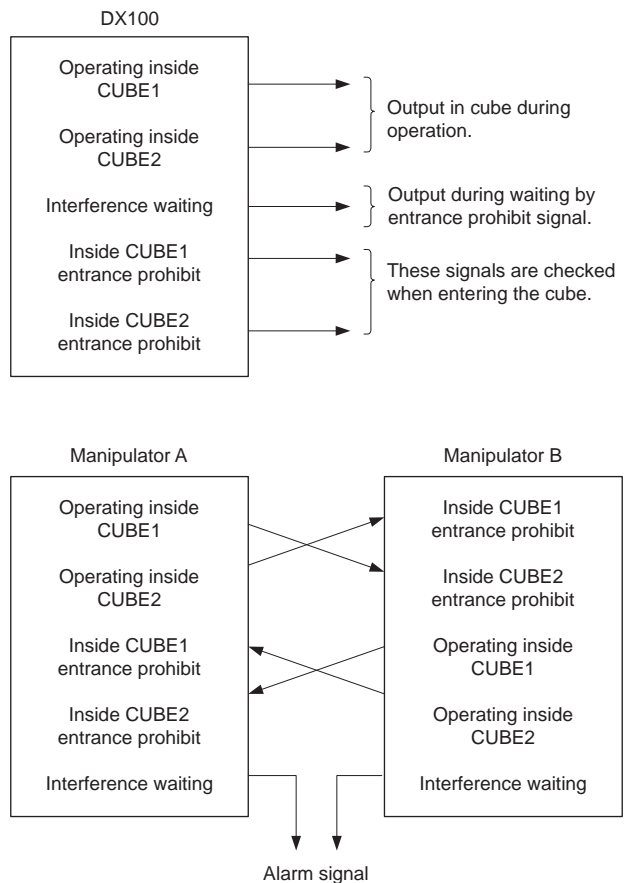 DX100
Operating inside
CUBE1
Operating inside
CUBE2
Interference waiting
Inside CUBE1
entrance prohibit
Inside CUBE2
entrance prohibit
Output in cube during
operation.
Output during waiting by
entrance prohibit signal.
These signals are checked
when entering the cube.
Manipulator A
Operating inside
CUBE1
Operating inside
CUBE2
Inside CUBE1
entrance prohibit
Inside CUBE2
entrance prohibit
Interference waiting
Manipulator B
Inside CUBE1
entrance prohibit
Inside CUBE2
entrance prohibit
Operating inside
CUBE1
Operating inside
CUBE2
Interference waiting
Alarm signal